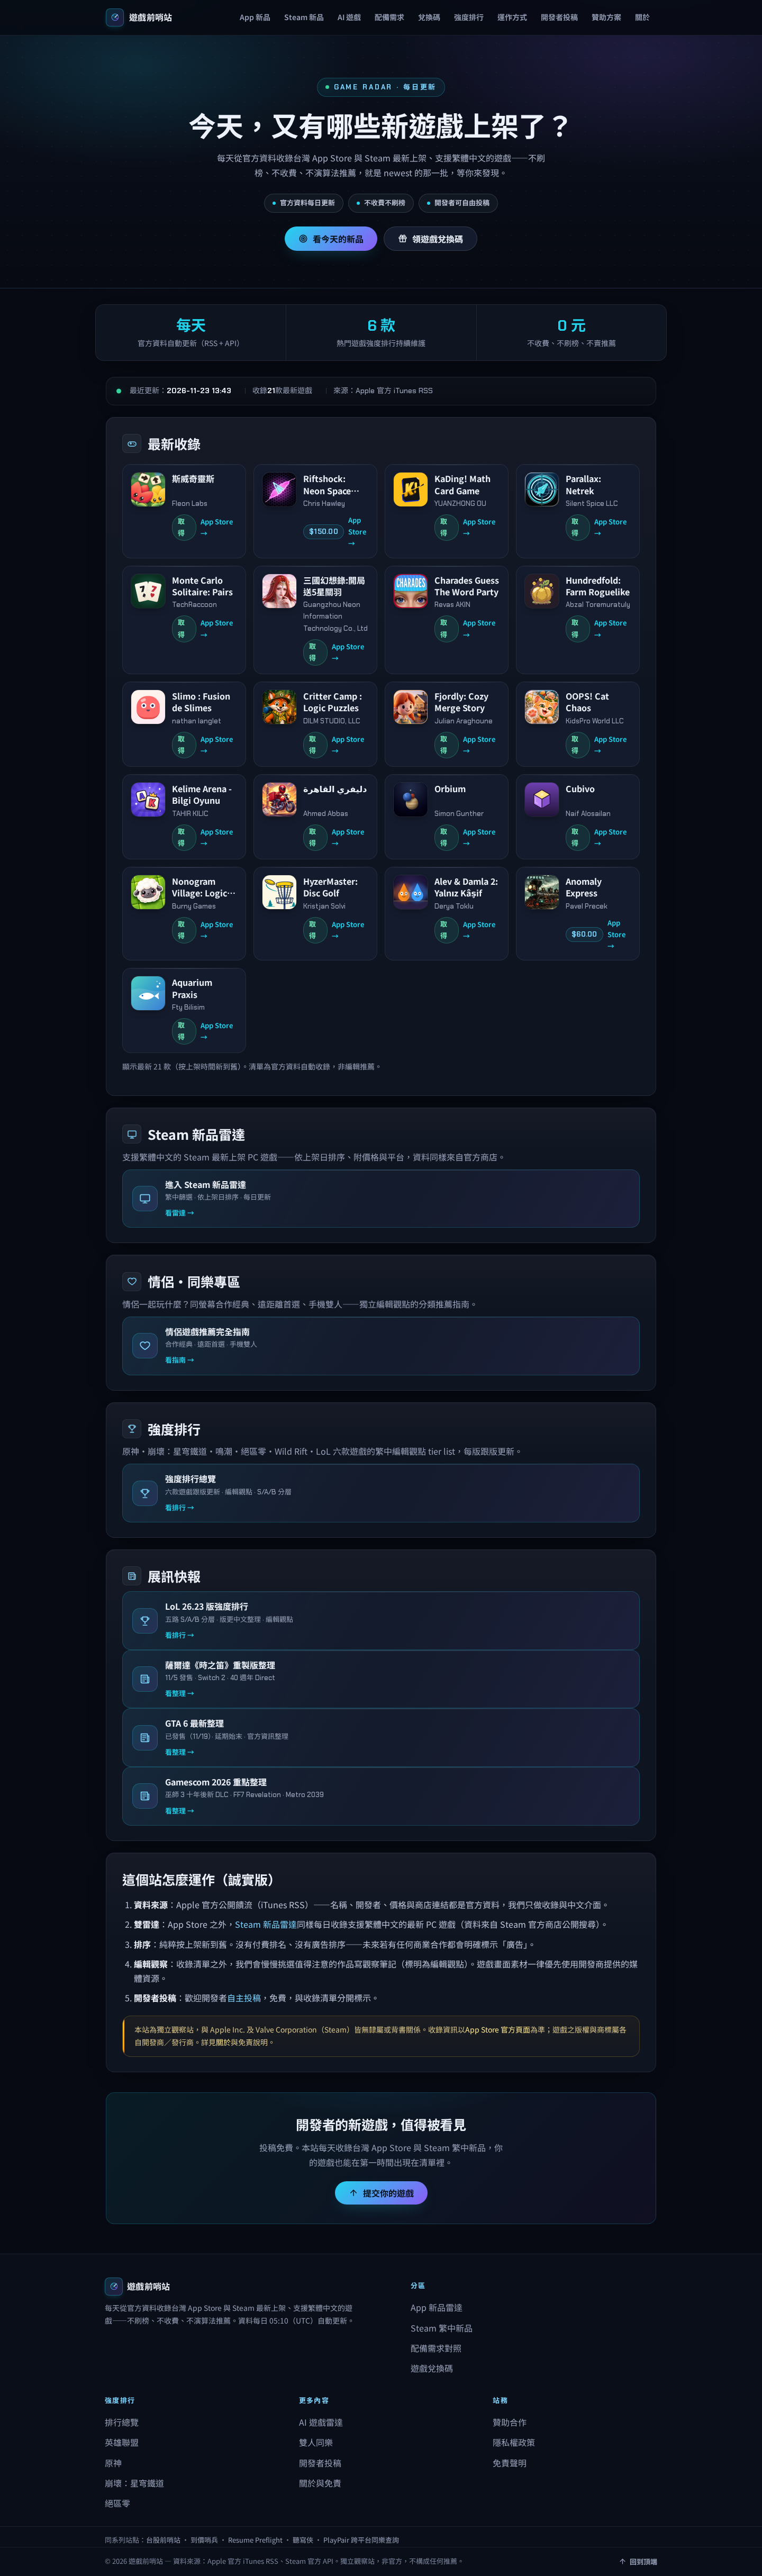 遊戲前哨站
App 新品
Steam 新品
AI 遊戲
配備需求
兌換碼
強度排行
運作方式
開發者投稿
贊助方案
關於
GAME RADAR · 每日更新
今天，又有哪些新遊戲上架了？
每天從官方資料收錄台灣 App Store 與 Steam 最新上架、支援繁體中文的遊戲——不刷
榜、不收費、不演算法推薦，就是 newest 的那一批，等你來發現。
官方資料每日更新
不收費不刷榜
開發者可自由投稿
看今天的新品
領遊戲兌換碼
每天
官方資料自動更新（RSS + API）
6 款
熱門遊戲強度排行持續維護
0 元
不收費、不刷榜、不賣推薦
最近更新：2026-11-23 13:43
收錄21款最新遊戲
來源：Apple 官方 iTunes RSS
最新收錄
斯威奇靈斯
Fleon Labs
取
得
App Store
→
Riftshock:
Neon Space…
Chris Hawley
$150.00
App
Store
→
KaDing! Math
Card Game
YUANZHONG OU
取
得
App Store
→
Parallax:
Netrek
Silent Spice LLC
取
得
App Store
→
Monte Carlo
Solitaire: Pairs
TechRaccoon
取
得
App Store
→
三國幻想錄:開局
送5星關羽
Guangzhou Neon
Information
Technology Co., Ltd
取
得
App Store
→
CHARADES
Charades Guess
The Word Party
Revas AKIN
取
得
App Store
→
Hundredfold:
Farm Roguelike
Abzal Toremuratuly
取
得
App Store
→
Slimo : Fusion
de Slimes
nathan langlet
取
得
App Store
→
Critter Camp :
Logic Puzzles
DILM STUDIO, LLC
取
得
App Store
→
Fjordly: Cozy
Merge Story
Julian Araghoune
取
得
App Store
→
OOPS! Cat
Chaos
KidsPro World LLC
取
得
App Store
→
Kelime Arena -
Bilgi Oyunu
TAHIR KILIC
取
得
App Store
→
دليفري القاهرة
Ahmed Abbas
取
得
App Store
→
Orbium
Simon Gunther
取
得
App Store
→
Cubivo
Naif Alosailan
取
得
App Store
→
Nonogram
Village: Logic…
Burny Games
取
得
App Store
→
HyzerMaster:
Disc Golf
Kristjan Solvi
取
得
App Store
→
Alev & Damla 2:
Yalnız Kâşif
Derya Toklu
取
得
App Store
→
Anomaly
Express
Pavel Precek
$60.00
App
Store
→
Aquarium
Praxis
Fty Bilisim
取
得
App Store
→
顯示最新 21 款（按上架時間新到舊）。清單為官方資料自動收錄，非編輯推薦。
Steam 新品雷達
支援繁體中文的 Steam 最新上架 PC 遊戲——依上架日排序、附價格與平台，資料同樣來自官方商店。
進入 Steam 新品雷達
繁中篩選 · 依上架日排序 · 每日更新
看雷達 →
情侶・同樂專區
情侶一起玩什麼？同螢幕合作經典、遠距離首選、手機雙人——獨立編輯觀點的分類推薦指南。
情侶遊戲推薦完全指南
合作經典 · 遠距首選 · 手機雙人
看指南 →
強度排行
原神・崩壞：星穹鐵道・鳴潮・絕區零・Wild Rift・LoL 六款遊戲的繁中編輯觀點 tier list，每版跟版更新。
強度排行總覽
六款遊戲跟版更新 · 編輯觀點 · S/A/B 分層
看排行 →
展訊快報
LoL 26.23 版強度排行
五路 S/A/B 分層 · 版更中文整理 · 編輯觀點
看排行 →
薩爾達《時之笛》重製版整理
11/5 發售 · Switch 2 · 40 週年 Direct
看整理 →
GTA 6 最新整理
已發售（11/19）· 延期始末 · 官方資訊整理
看整理 →
Gamescom 2026 重點整理
巫師 3 十年後新 DLC · FF7 Revelation · Metro 2039
看整理 →
這個站怎麼運作（誠實版）
1. 資料來源：Apple 官方公開饋流（iTunes RSS）——名稱、開發者、價格與商店連結都是官方資料，我們只做收錄與中文介面。
2. 雙雷達：App Store 之外，Steam 新品雷達同樣每日收錄支援繁體中文的最新 PC 遊戲（資料來自 Steam 官方商店公開搜尋）。
3. 排序：純粹按上架新到舊。沒有付費排名、沒有廣告排序——未來若有任何商業合作都會明確標示「廣告」。
4. 編輯觀察：收錄清單之外，我們會慢慢挑選值得注意的作品寫觀察筆記（標明為編輯觀點）。遊戲畫面素材一律優先使用開發商提供的媒
體資源。
5. 開發者投稿：歡迎開發者自主投稿，免費，與收錄清單分開標示。
本站為獨立觀察站，與 Apple Inc. 及 Valve Corporation（Steam）皆無隸屬或背書關係。收錄資訊以App Store 官方頁面為準；遊戲之版權與商標屬各
自開發商／發行商。詳見關於與免責說明。
開發者的新遊戲，值得被看見
投稿免費。本站每天收錄台灣 App Store 與 Steam 繁中新品，你
的遊戲也能在第一時間出現在清單裡。
提交你的遊戲
遊戲前哨站
每天從官方資料收錄台灣 App Store 與 Steam 最新上架、支援繁體中文的遊
戲——不刷榜、不收費、不演算法推薦。資料每日 05:10（UTC）自動更新。
分區
App 新品雷達
Steam 繁中新品
配備需求對照
遊戲兌換碼
強度排行
排行總覽
英雄聯盟
原神
崩壞：星穹鐵道
絕區零
更多內容
AI 遊戲雷達
雙人同樂
開發者投稿
關於與免責
站務
贊助合作
隱私權政策
免責聲明
同系列站點：台股前哨站 ・ 到價哨兵 ・ Resume Preflight ・ 聽寫俠 ・ PlayPair 跨平台同樂查詢
© 2026 遊戲前哨站 — 資料來源：Apple 官方 iTunes RSS、Steam 官方 API。獨立觀察站，非官方，不構成任何推薦。
回到頂端